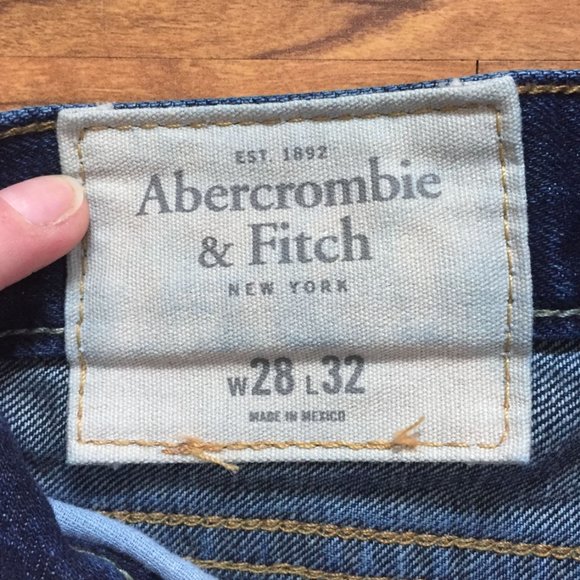 EST. 1892
Abercrombie
& Fitch
NEW YORK
W28 L32
MADE IN MEXICO